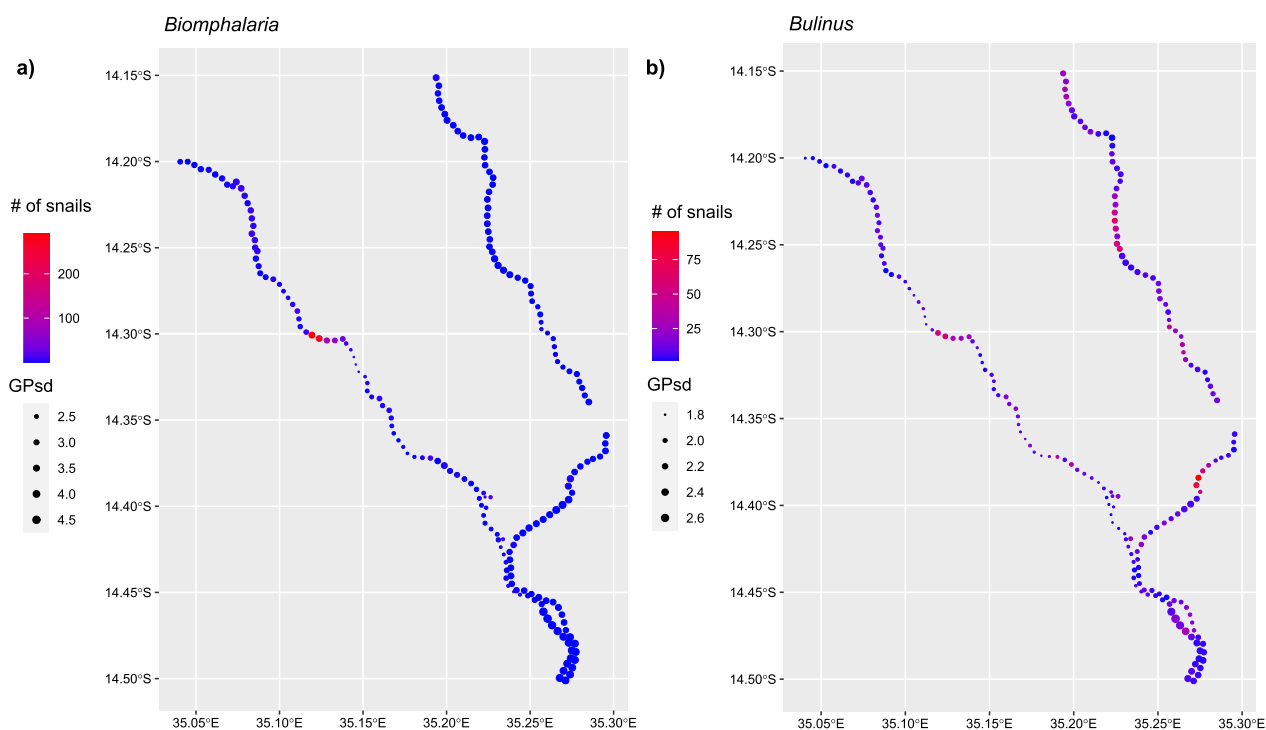 Biomphalaria
a)
14.15°S
14.20°S
14.25°S
14.30°S
14.35°S
14.40°S
14.45°S
14.50°S
35.05°E 35.10°E 35.15°E 35.20°E 35.25°E 35.30°E
# of snails
200
100
GPsd
2.5
3.0
3.5
4.0
4.5
Bulinus
b)
14.15°S
14.20°S
14.25°S
14.30°S
14.35°S
14.40°S
14.45°S
14.50°S
35.05°E 35.10°E 35.15°E 35.20°E 35.25°E 35.30°E
# of snails
75
50
25
GPsd
1.8
2.0
2.2
2.4
2.6